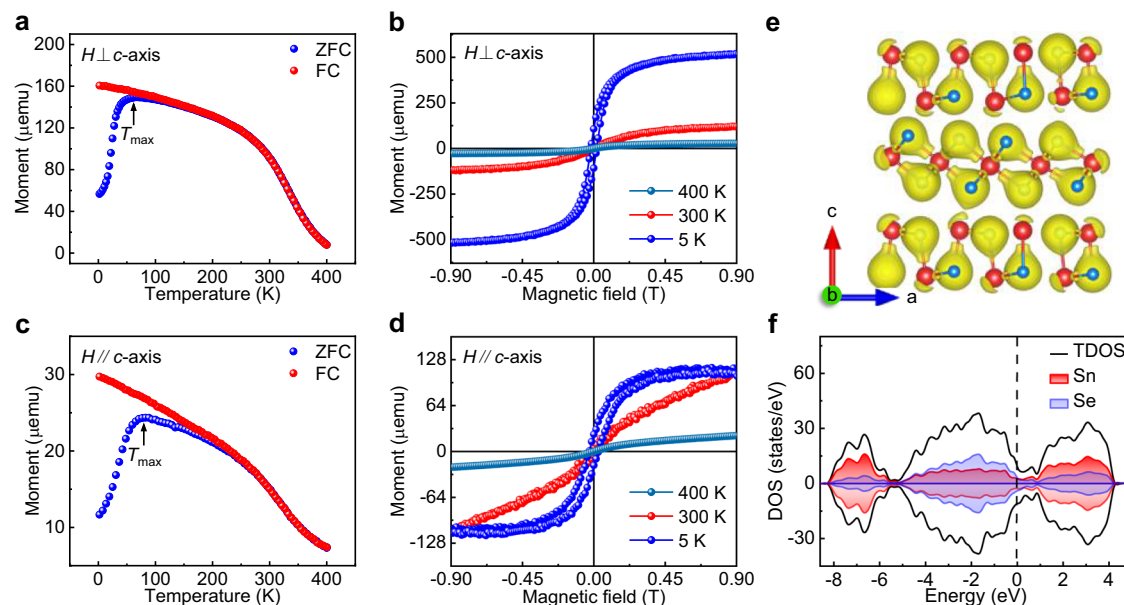 a
H⊥c-axis
ZFC
FC
T_max
Moment (μemu)
200
160
120
80
40
0
0 100 200 300 400
Temperature (K)
b
H⊥c-axis
Moment (μemu)
500
250
0
-250
-500
400 K
300 K
5 K
-0.90 -0.45 0.00 0.45 0.90
Magnetic field (T)
e
c
b
a
c
H//c-axis
ZFC
FC
T_max
Moment (μemu)
30
20
10
0 100 200 300 400
Temperature (K)
d
H//c-axis
Moment (μemu)
128
64
0
-64
-128
400 K
300 K
5 K
-0.90 -0.45 0.00 0.45 0.90
Magnetic field (T)
f
TDOS
Sn
Se
DOS (states/eV)
60
30
0
-30
-8 -6 -4 -2 0 2 4
Energy (eV)